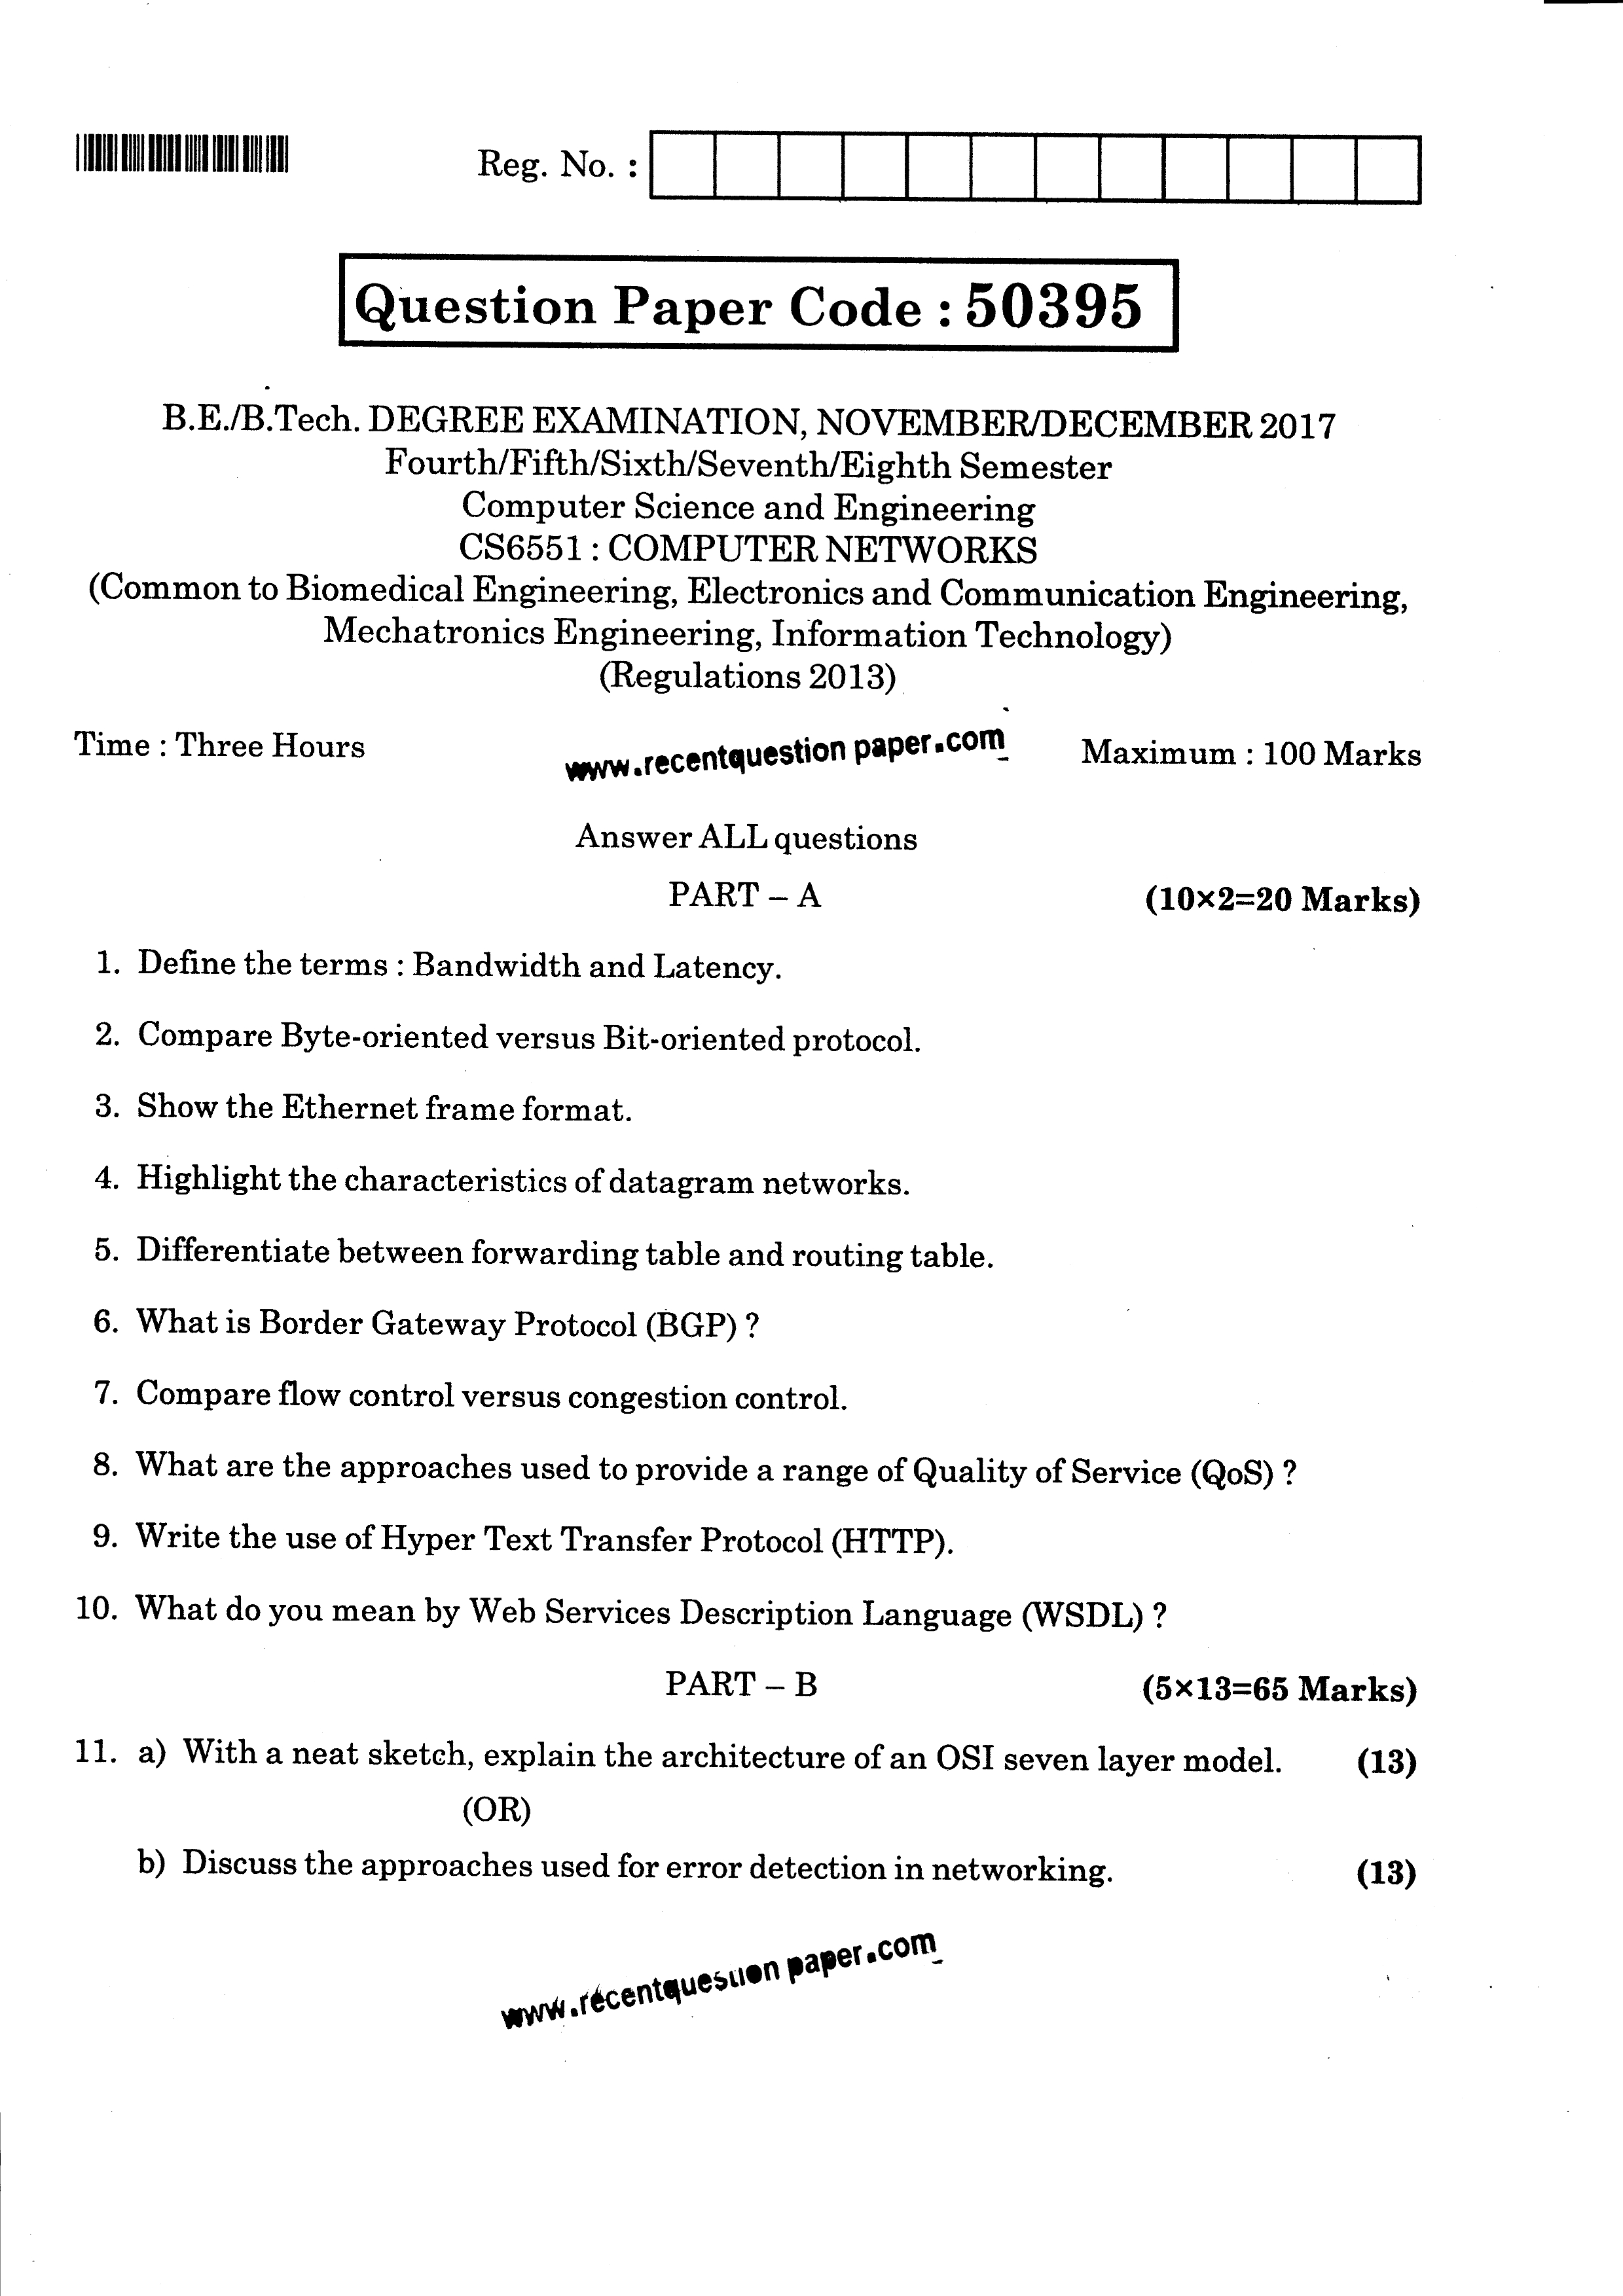 Reg. No. :
Question Paper Code : 50395
B.E./B.Tech. DEGREE EXAMINATION, NOVEMBER/DECEMBER 2017
Fourth/Fifth/Sixth/Seventh/Eighth Semester
Computer Science and Engineering
CS6551 : COMPUTER NETWORKS
(Common to Biomedical Engineering, Electronics and Communication Engineering,
Mechatronics Engineering, Information Technology)
(Regulations 2013)
Time : Three Hours www.recentquestion paper.com Maximum : 100 Marks
Answer ALL questions
PART – A (10×2=20 Marks)
1. Define the terms : Bandwidth and Latency.
2. Compare Byte-oriented versus Bit-oriented protocol.
3. Show the Ethernet frame format.
4. Highlight the characteristics of datagram networks.
5. Differentiate between forwarding table and routing table.
6. What is Border Gateway Protocol (BGP) ?
7. Compare flow control versus congestion control.
8. What are the approaches used to provide a range of Quality of Service (QoS) ?
9. Write the use of Hyper Text Transfer Protocol (HTTP).
10. What do you mean by Web Services Description Language (WSDL) ?
PART – B (5×13=65 Marks)
11. a) With a neat sketch, explain the architecture of an OSI seven layer model. (13)
(OR)
b) Discuss the approaches used for error detection in networking. (13)
www.recentquestion paper.com